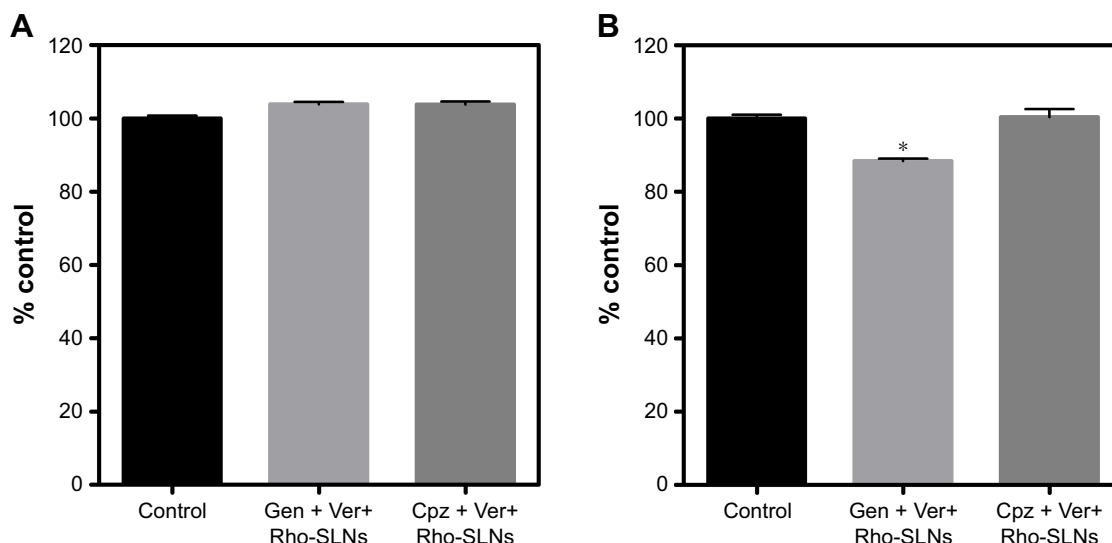 A
% control
120
100
80
60
40
20
0
Control
Gen + Ver+
Rho-SLNs
Cpz + Ver+
Rho-SLNs
B
% control
120
100
80
60
40
20
0
*
Control
Gen + Ver+
Rho-SLNs
Cpz + Ver+
Rho-SLNs